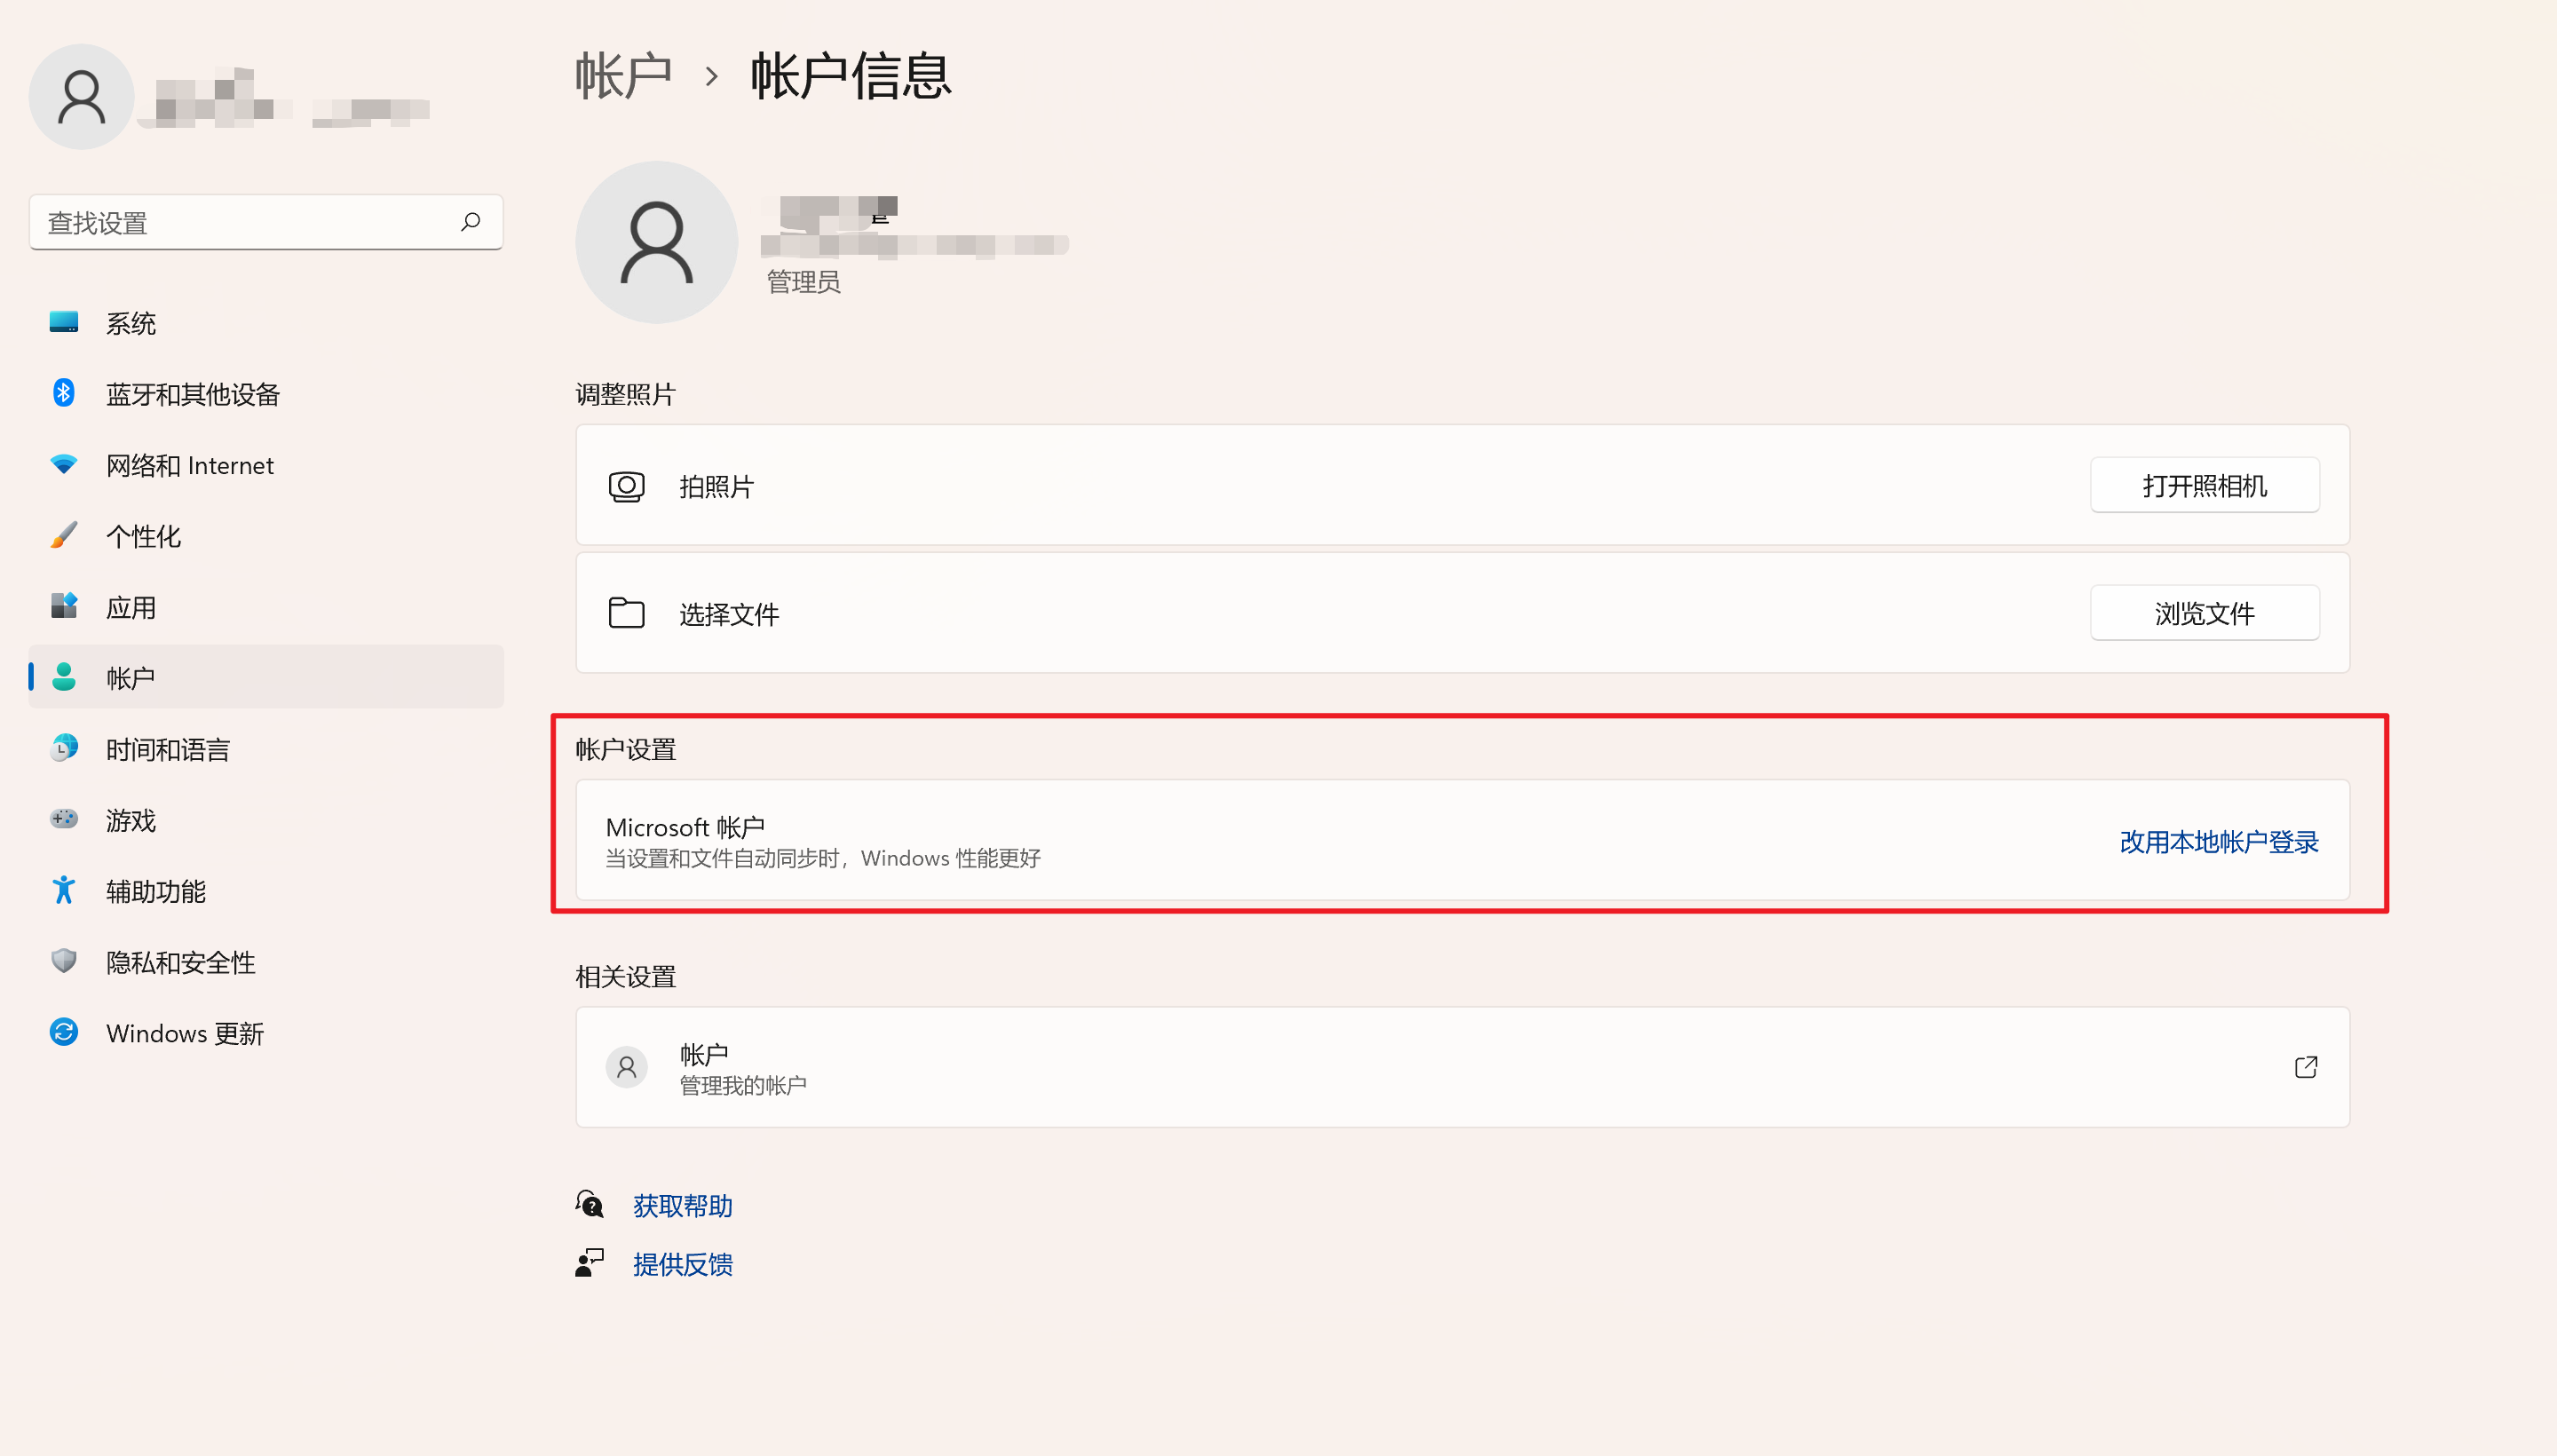 帐户 › 帐户信息
管理员
查找设置
系统
蓝牙和其他设备
网络和 Internet
个性化
应用
帐户
时间和语言
游戏
辅助功能
隐私和安全性
Windows 更新
调整照片
拍照片
打开照相机
选择文件
浏览文件
帐户设置
Microsoft 帐户
当设置和文件自动同步时，Windows 性能更好
改用本地帐户登录
相关设置
帐户
管理我的帐户
获取帮助
提供反馈